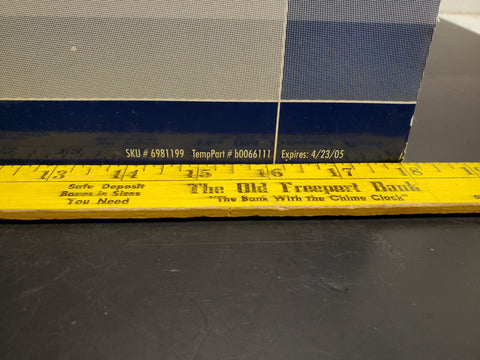 SKU # 6981199 TempPart # b0066111 Expires: 4/23/05
13 14 15 16 17 18 19
Safe Deposit
Boxes in Sizes
You Need
The Old Freeport Bank
"The Bank With the Chime Clock"